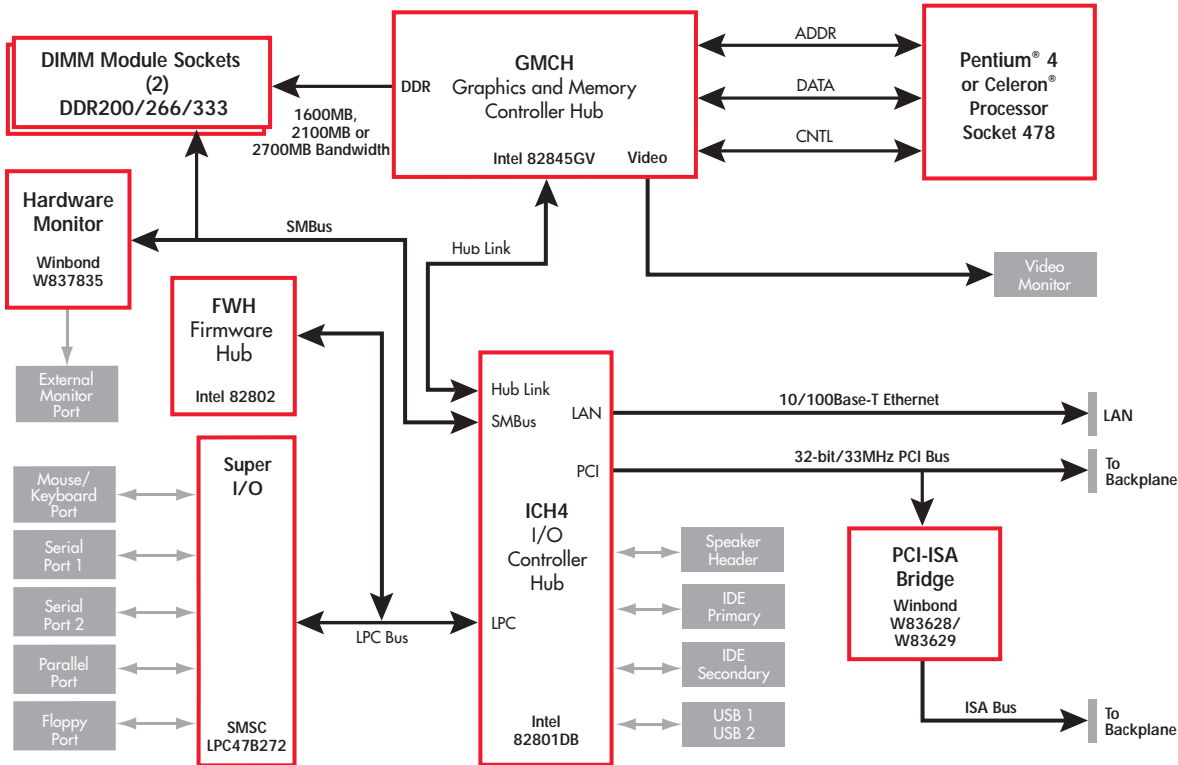 DIMM Module Sockets
(2)
DDR200/266/333
DDR
1600MB,
2100MB or
2700MB Bandwidth
GMCH
Graphics and Memory
Controller Hub
Intel 82845GV
Video
ADDR
DATA
CNTL
Pentium® 4
or Celeron®
Processor
Socket 478
Hardware
Monitor
Winbond
W837835
SMBus
Hub Link
Video
Monitor
FWH
Firmware
Hub
Intel 82802
External
Monitor
Port
Hub Link
SMBus
LAN
PCI
ICH4
I/O
Controller
Hub
LPC
Intel
82801DB
10/100Base-T Ethernet
LAN
32-bit/33MHz PCI Bus
To
Backplane
Super
I/O
SMSC
LPC47B272
Mouse/
Keyboard
Port
Serial
Port 1
Serial
Port 2
Parallel
Port
Floppy
Port
LPC Bus
Speaker
Header
IDE
Primary
IDE
Secondary
USB 1
USB 2
PCI-ISA
Bridge
Winbond
W83628/
W83629
ISA Bus
To
Backplane